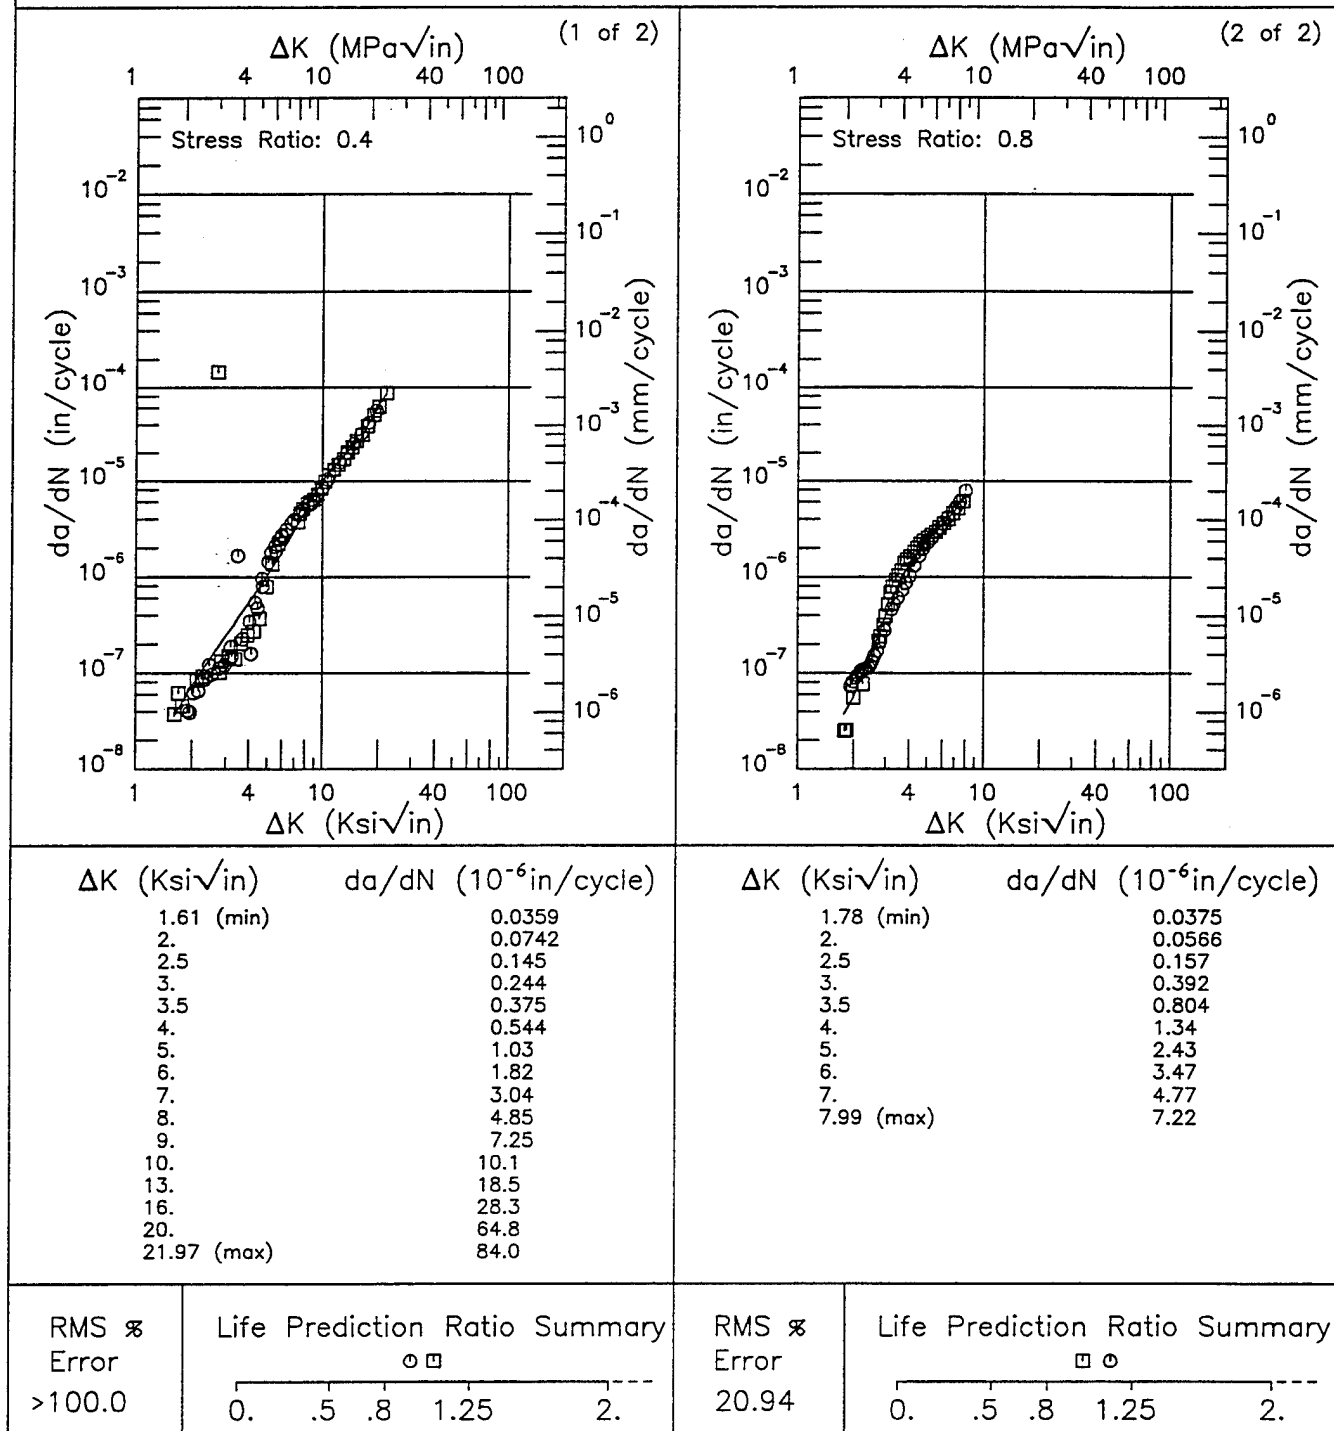 (1 of 2)
ΔK (MPa√in)
1 4 10 40 100
Stress Ratio: 0.4
10⁰
10⁻²
10⁻¹
10⁻³
10⁻²
10⁻⁴
10⁻³
10⁻⁵
10⁻⁴
10⁻⁶
10⁻⁵
10⁻⁷
10⁻⁶
10⁻⁸
da/dN (in/cycle)
da/dN (mm/cycle)
1 4 10 40 100
ΔK (Ksi√in)
(2 of 2)
ΔK (MPa√in)
1 4 10 40 100
Stress Ratio: 0.8
10⁰
10⁻²
10⁻¹
10⁻³
10⁻²
10⁻⁴
10⁻³
10⁻⁵
10⁻⁴
10⁻⁶
10⁻⁵
10⁻⁷
10⁻⁶
10⁻⁸
da/dN (in/cycle)
da/dN (mm/cycle)
1 4 10 40 100
ΔK (Ksi√in)
ΔK (Ksi√in) da/dN (10⁻⁶in/cycle)
1.61 (min) 0.0359
2. 0.0742
2.5 0.145
3. 0.244
3.5 0.375
4. 0.544
5. 1.03
6. 1.82
7. 3.04
8. 4.85
9. 7.25
10. 10.1
13. 18.5
16. 28.3
20. 64.8
21.97 (max) 84.0
ΔK (Ksi√in) da/dN (10⁻⁶in/cycle)
1.78 (min) 0.0375
2. 0.0566
2.5 0.157
3. 0.392
3.5 0.804
4. 1.34
5. 2.43
6. 3.47
7. 4.77
7.99 (max) 7.22
RMS %
Error
>100.0
Life Prediction Ratio Summary
0. .5 .8 1.25 2.
RMS %
Error
20.94
Life Prediction Ratio Summary
0. .5 .8 1.25 2.